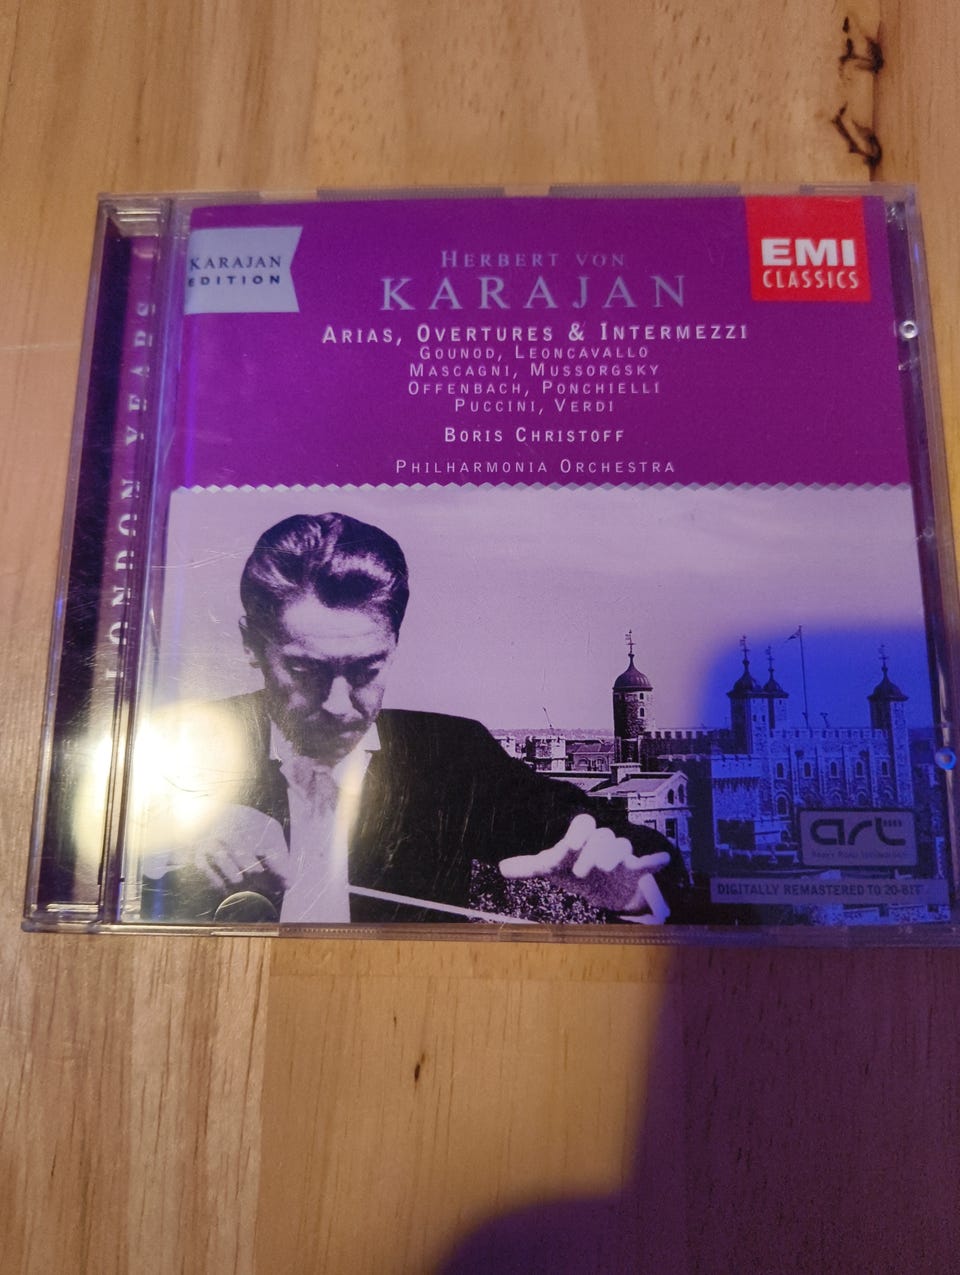 KARAJAN
EDITION
HERBERT VON
KARAJAN
EMI
CLASSICS
ARIAS, OVERTURES & INTERMEZZI
GOUNOD, LEONCAVALLO
MASCAGNI, MUSSORGSKY
OFFENBACH, PONCHIELLI
PUCCINI, VERDI
BORIS CHRISTOFF
PHILHARMONIA ORCHESTRA
LONDON YEARS
art
DIGITALLY REMASTERED TO 20-BIT